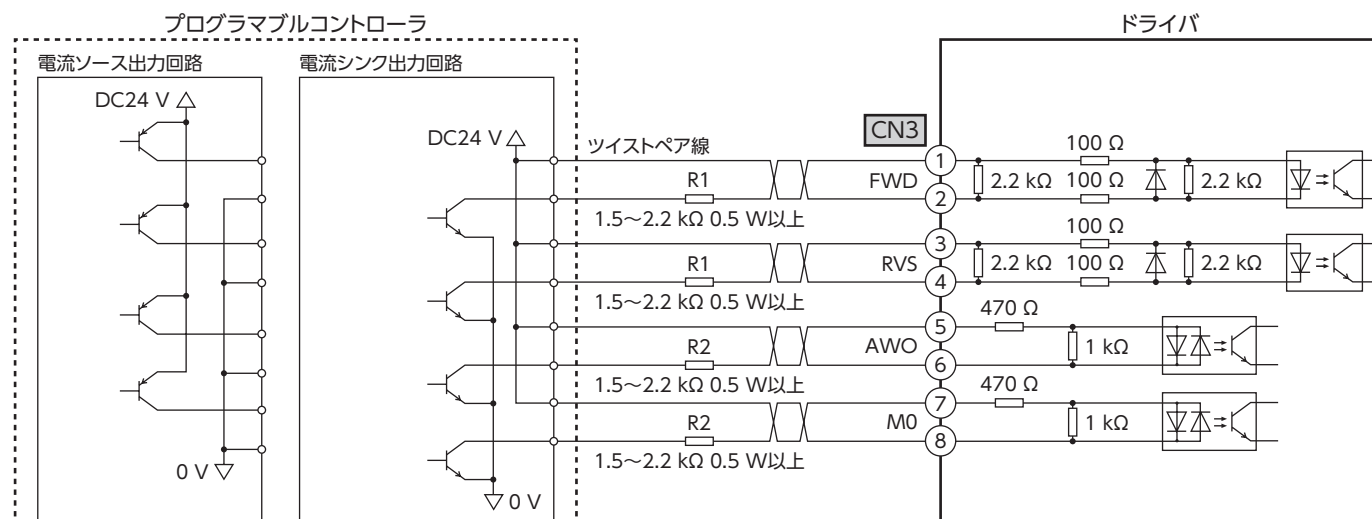 プログラマブルコントローラ
ドライバ
電流ソース出力回路
電流シンク出力回路
DC24 V
DC24 V
0 V
0 V
ツイストペア線
CN3
R1
1.5～2.2 kΩ 0.5 W以上
FWD
1
2
100 Ω
2.2 kΩ
100 Ω
2.2 kΩ
R1
1.5～2.2 kΩ 0.5 W以上
RVS
3
4
100 Ω
2.2 kΩ
100 Ω
2.2 kΩ
R2
1.5～2.2 kΩ 0.5 W以上
AWO
5
6
470 Ω
1 kΩ
R2
1.5～2.2 kΩ 0.5 W以上
M0
7
8
470 Ω
1 kΩ